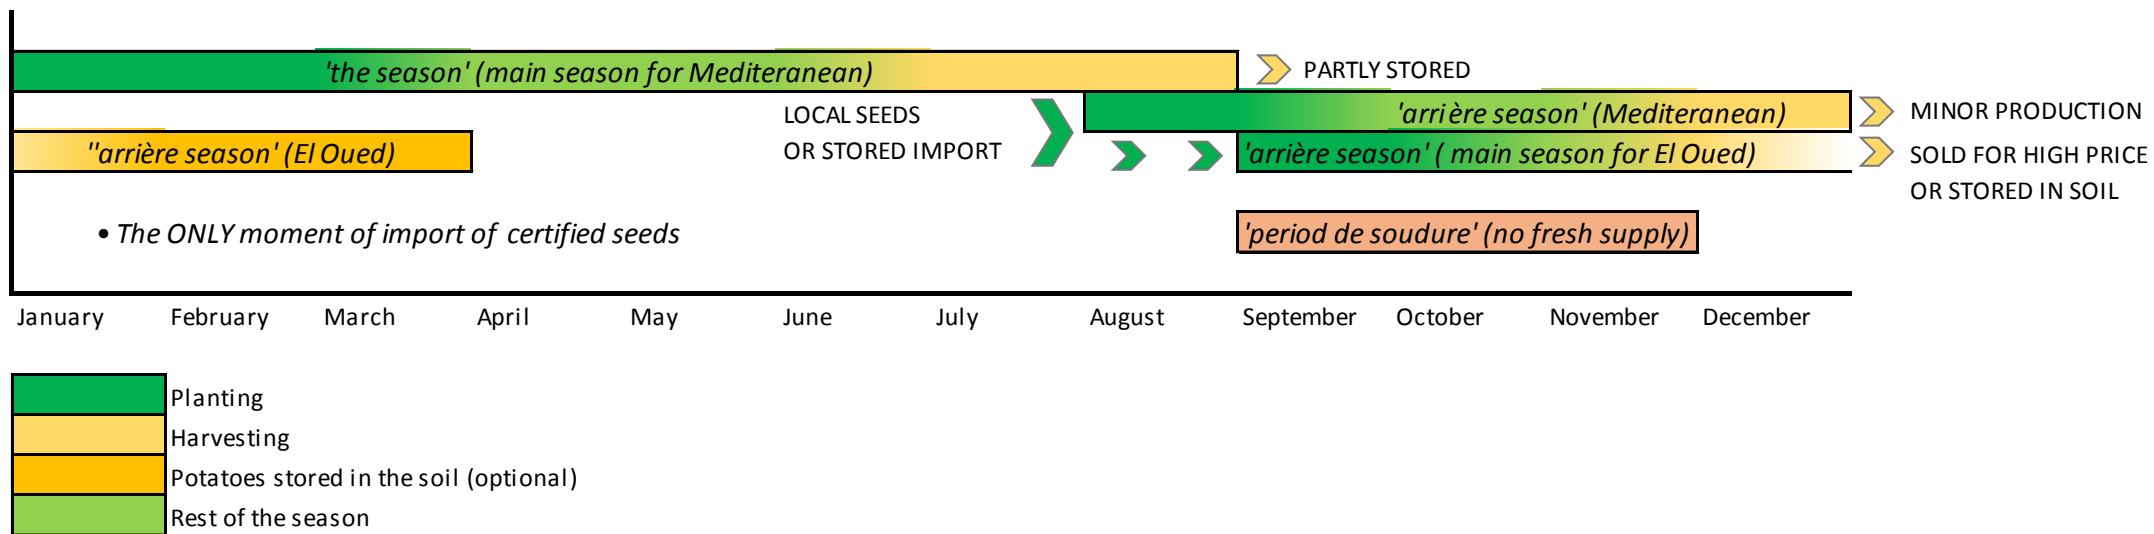 'the season' (main season for Mediteranean)
PARTLY STORED
LOCAL SEEDS
OR STORED IMPORT
'arrière season' (Mediteranean)
MINOR PRODUCTION
''arrière season' (El Oued)
'arrière season' ( main season for El Oued)
SOLD FOR HIGH PRICE
OR STORED IN SOIL
• The ONLY moment of import of certified seeds
'period de soudure' (no fresh supply)
January February March April May June July August September October November December
Planting
Harvesting
Potatoes stored in the soil (optional)
Rest of the season